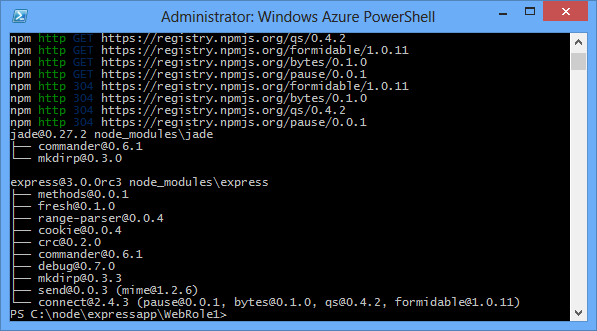 Administrator: Windows Azure PowerShell
npm http GET https://registry.npmjs.org/qs/0.4.2
npm http GET https://registry.npmjs.org/formidable/1.0.11
npm http GET https://registry.npmjs.org/bytes/0.1.0
npm http GET https://registry.npmjs.org/pause/0.0.1
npm http 304 https://registry.npmjs.org/formidable/1.0.11
npm http 304 https://registry.npmjs.org/bytes/0.1.0
npm http 304 https://registry.npmjs.org/qs/0.4.2
npm http 304 https://registry.npmjs.org/pause/0.0.1
jade@0.27.2 node_modules\jade
├── commander@0.6.1
└── mkdirp@0.3.0
express@3.0.0rc3 node_modules\express
├── methods@0.0.1
├── fresh@0.1.0
├── range-parser@0.0.4
├── cookie@0.0.4
├── crc@0.2.0
├── commander@0.6.1
├── debug@0.7.0
├── mkdirp@0.3.3
├── send@0.0.3 (mime@1.2.6)
└── connect@2.4.3 (pause@0.0.1, bytes@0.1.0, qs@0.4.2, formidable@1.0.11)
PS C:\node\expressapp\WebRole1>